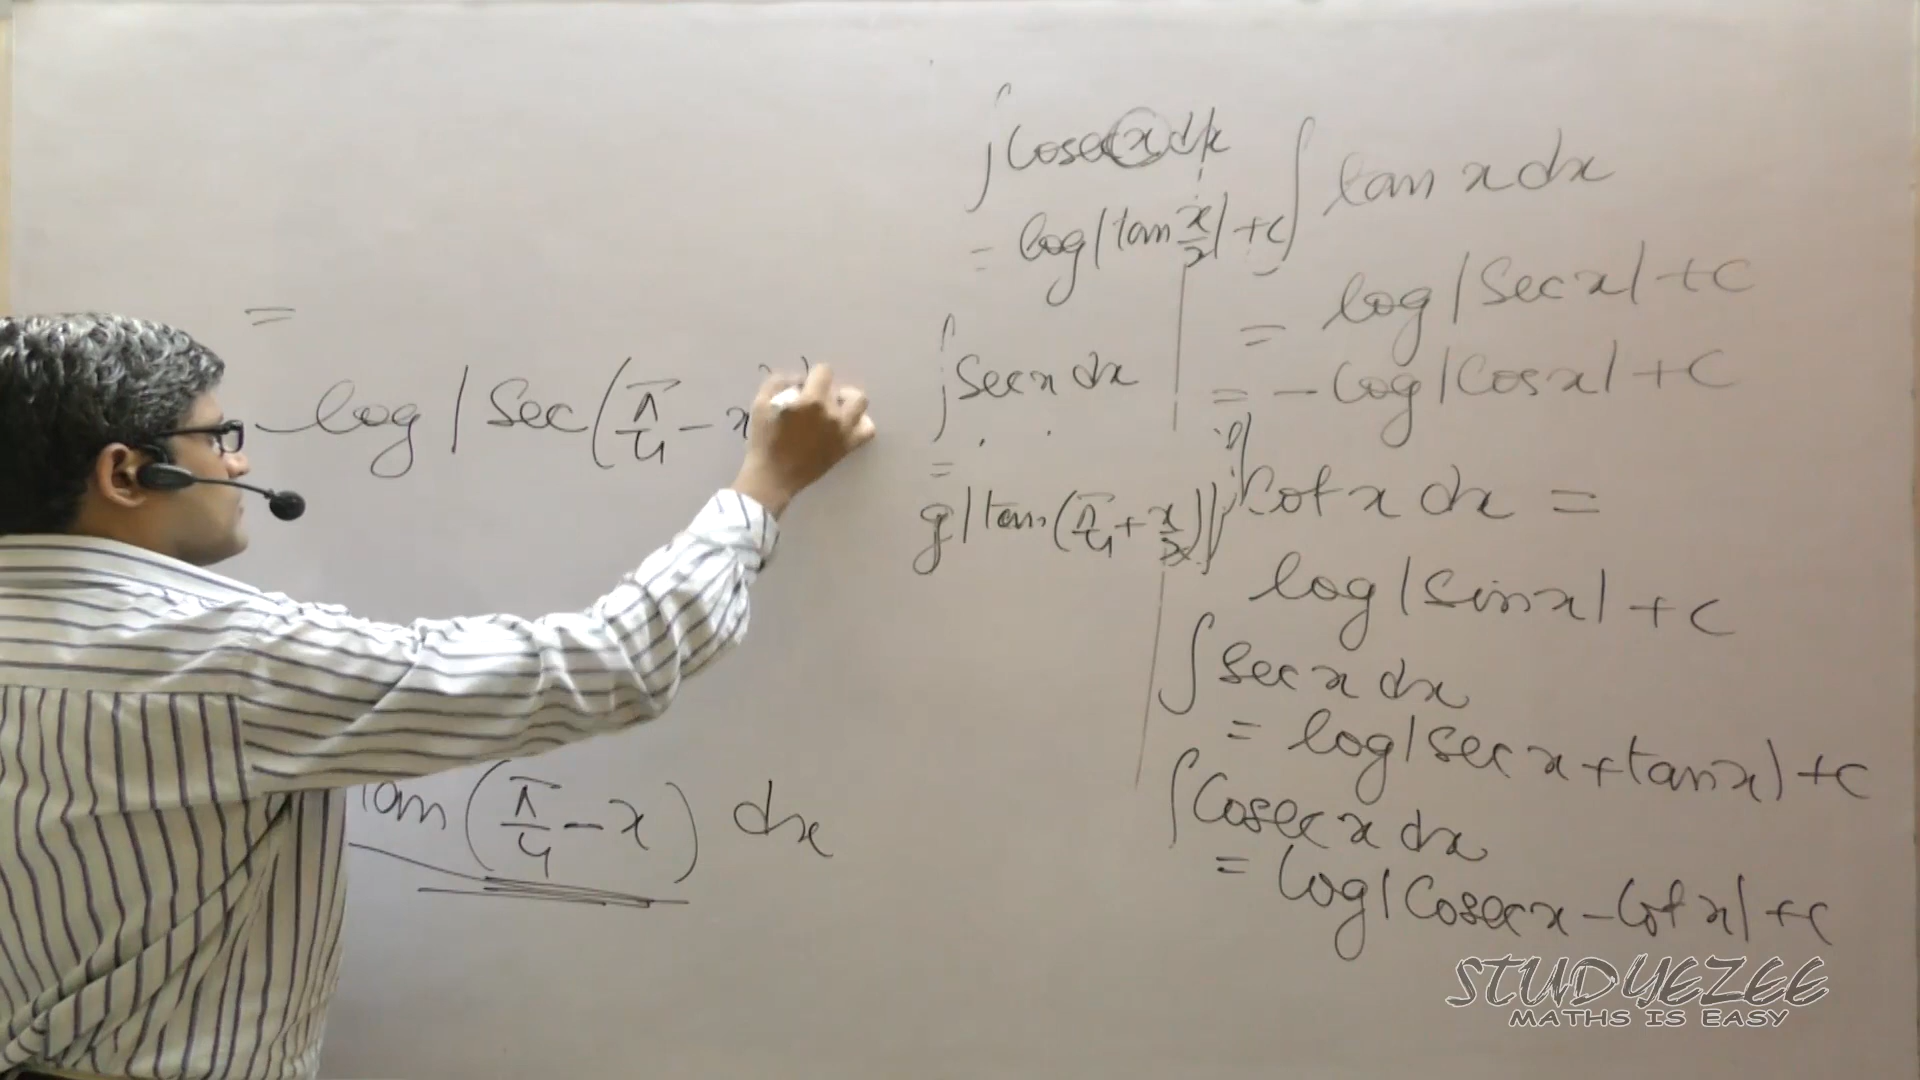 =
log|Sec(π/4 - x
tan(π/4 - x) dx
∫Cosec x dx
= log|tan x/2| + c
∫Sec x dx
=
g|tan(π/4 + x/2)|
∫tan x dx
= log|Sec x| + c
= -log|Cos x| + c
∫Cot x dx =
log|Sin x| + c
∫Sec x dx
= log|Sec x + tan x) + c
∫Cosec x dx
= log|Cosec x - Cot x| + c
STUDYEZEE
MATHS IS EASY